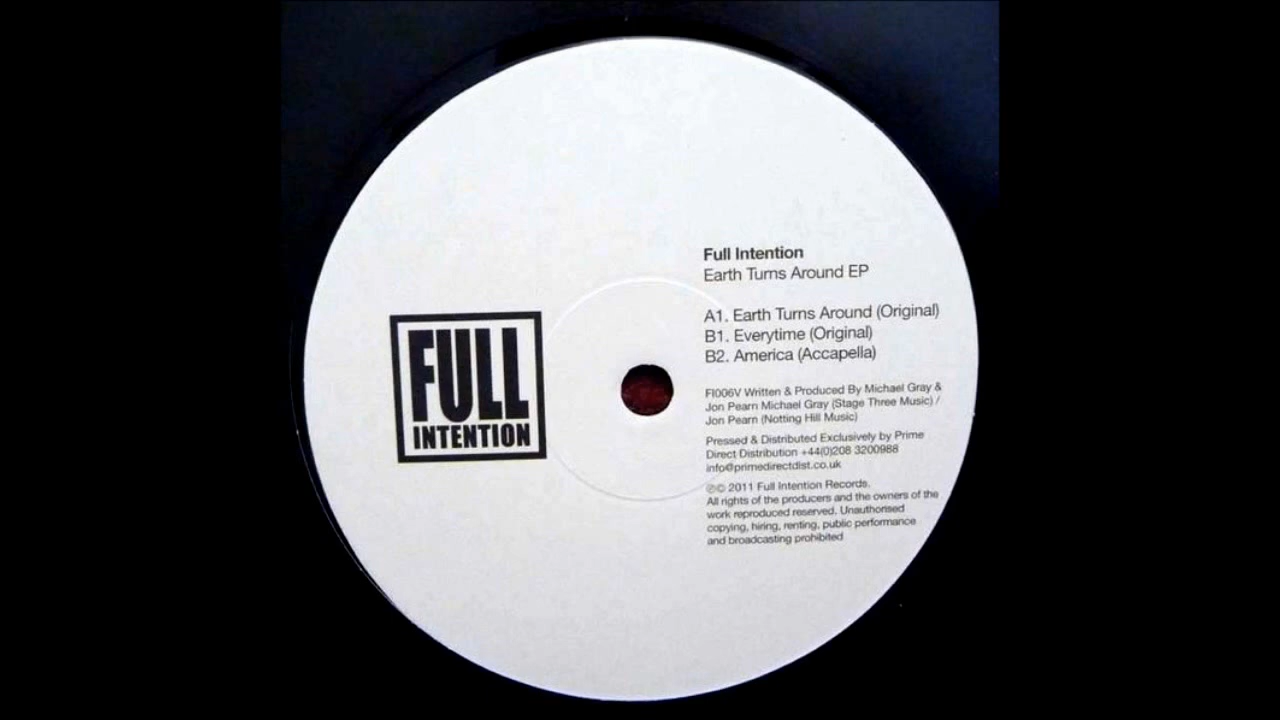 FULL
INTENTION
Full Intention
Earth Turns Around EP
A1. Earth Turns Around (Original)
B1. Everytime (Original)
B2. America (Accapella)
FI006V Written & Produced By Michael Gray &
Jon Pearn Michael Gray (Stage Three Music) /
Jon Pearn (Notting Hill Music)
Pressed & Distributed Exclusively by Prime
Direct Distribution +44(0)208 3200988
info@primedirectdist.co.uk
℗© 2011 Full Intention Records.
All rights of the producers and the owners of the
work reproduced reserved. Unauthorised
copying, hiring, renting, public performance
and broadcasting prohibited